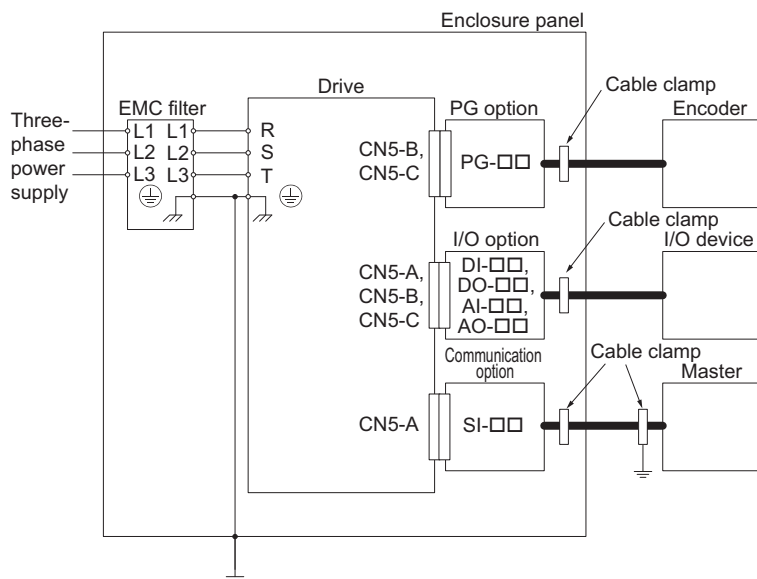 Enclosure panel
Drive
EMC filter
Three-
phase
power
supply
L1 L1
L2 L2
L3 L3
R
S
T
PG option
CN5-B,
CN5-C
PG-□□
Cable clamp
Encoder
I/O option
CN5-A,
CN5-B,
CN5-C
DI-□□,
DO-□□,
AI-□□,
AO-□□
Cable clamp
I/O device
Communication
option
CN5-A
SI-□□
Cable clamp
Master